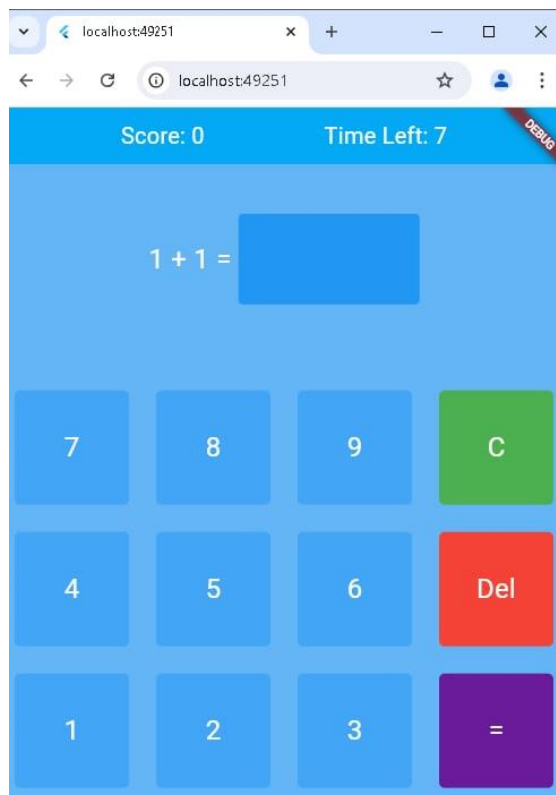 localhost:49251
localhost:49251
Score: 0 Time Left: 7
DEBUG
1 + 1 =
7 8 9 C
4 5 6 Del
1 2 3 =